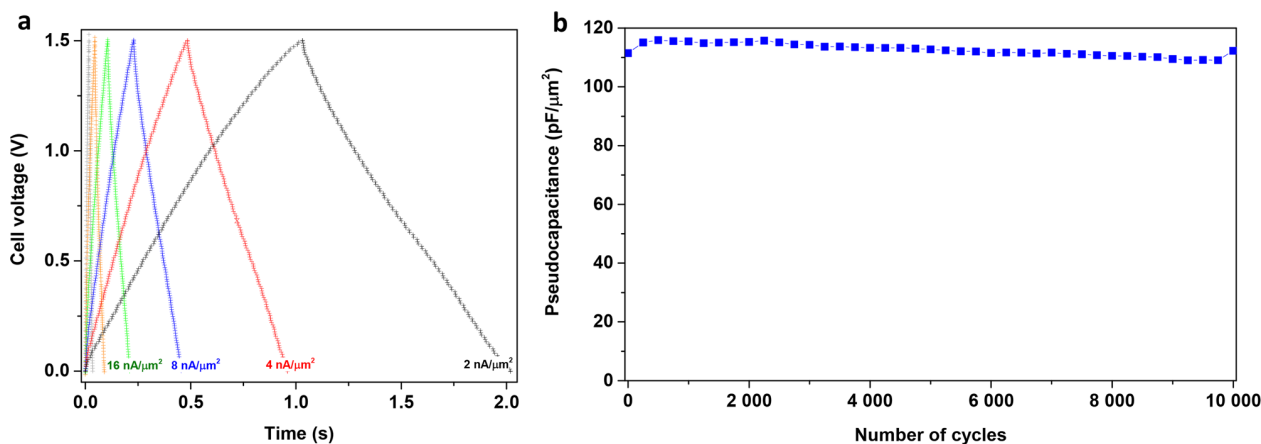 a
1.5
1.0
0.5
0.0
Cell voltage (V)
16 nA/μm²
8 nA/μm²
4 nA/μm²
2 nA/μm²
0.0
0.5
1.0
1.5
2.0
Time (s)
b
120
100
80
60
40
20
0
Pseudocapacitance (pF/μm²)
0
2 000
4 000
6 000
8 000
10 000
Number of cycles